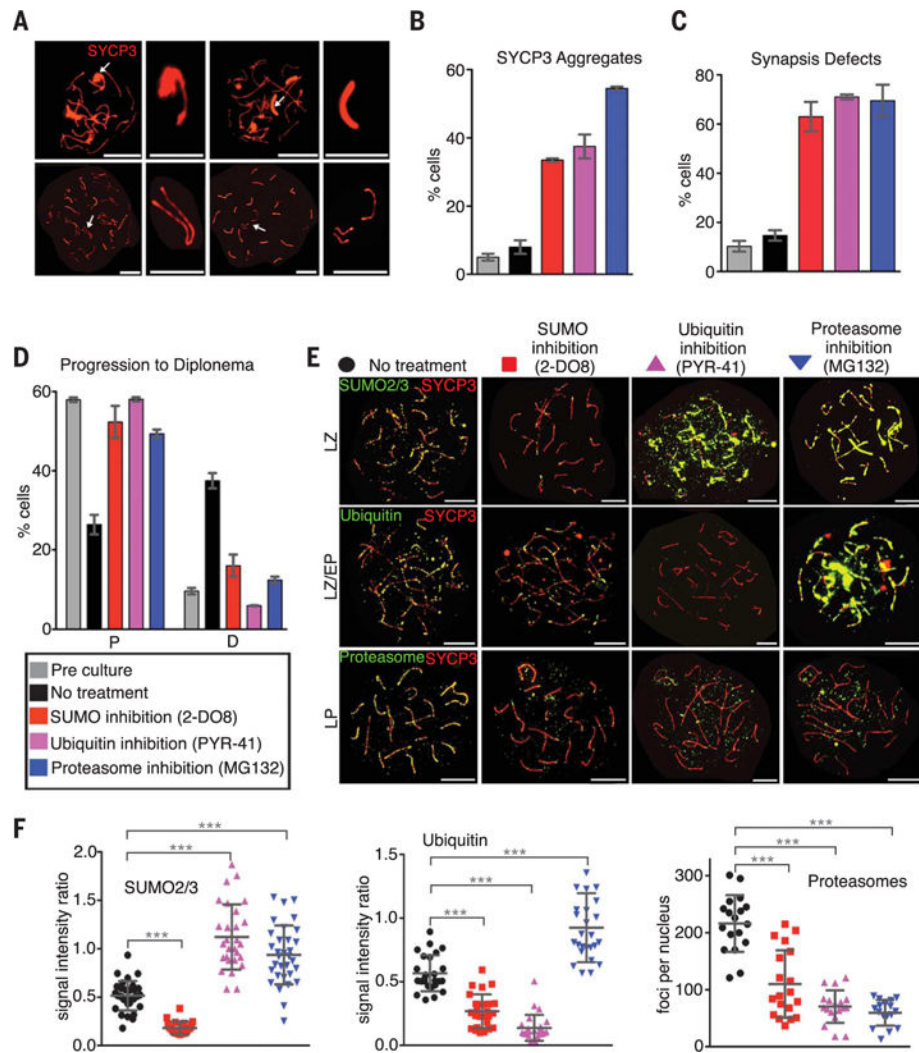 A
SYCP3
B
SYCP3 Aggregates
% cells
60
40
20
0
C
Synapsis Defects
% cells
80
60
40
20
0
D
Progression to Diplonema
% cells
60
40
20
0
P
D
Pre culture
No treatment
SUMO inhibition (2-DO8)
Ubiquitin inhibition (PYR-41)
Proteasome inhibition (MG132)
E
No treatment
SUMO
inhibition
(2-DO8)
Ubiquitin
inhibition
(PYR-41)
Proteasome
inhibition
(MG132)
LZ
SUMO2/3 SYCP3
LZ/EP
Ubiquitin SYCP3
LP
Proteasome SYCP3
F
signal intensity ratio
2.0
1.5
1.0
0.5
0.0
SUMO2/3
***
***
***
signal intensity ratio
1.5
1.0
0.5
0.0
Ubiquitin
***
***
***
foci per nucleus
300
200
100
0
Proteasomes
***
***
***